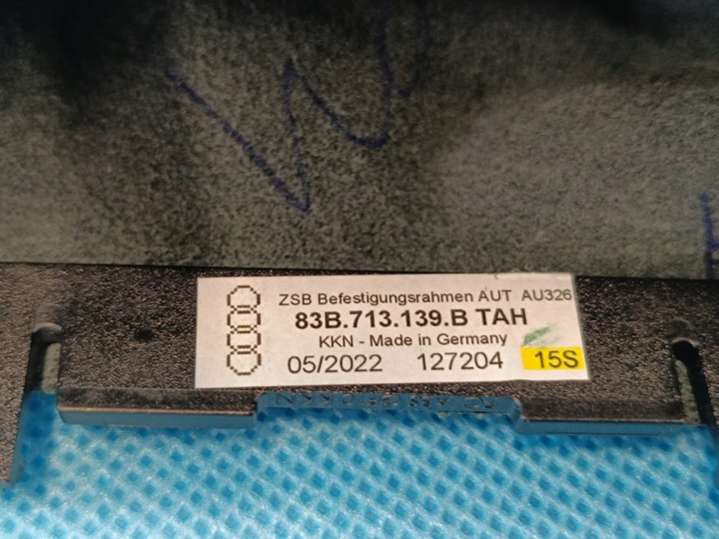 ZSB Befestigungsrahmen AUT AU326
83B.713.139.B TAH
KKN - Made in Germany
05/2022 127204 15S